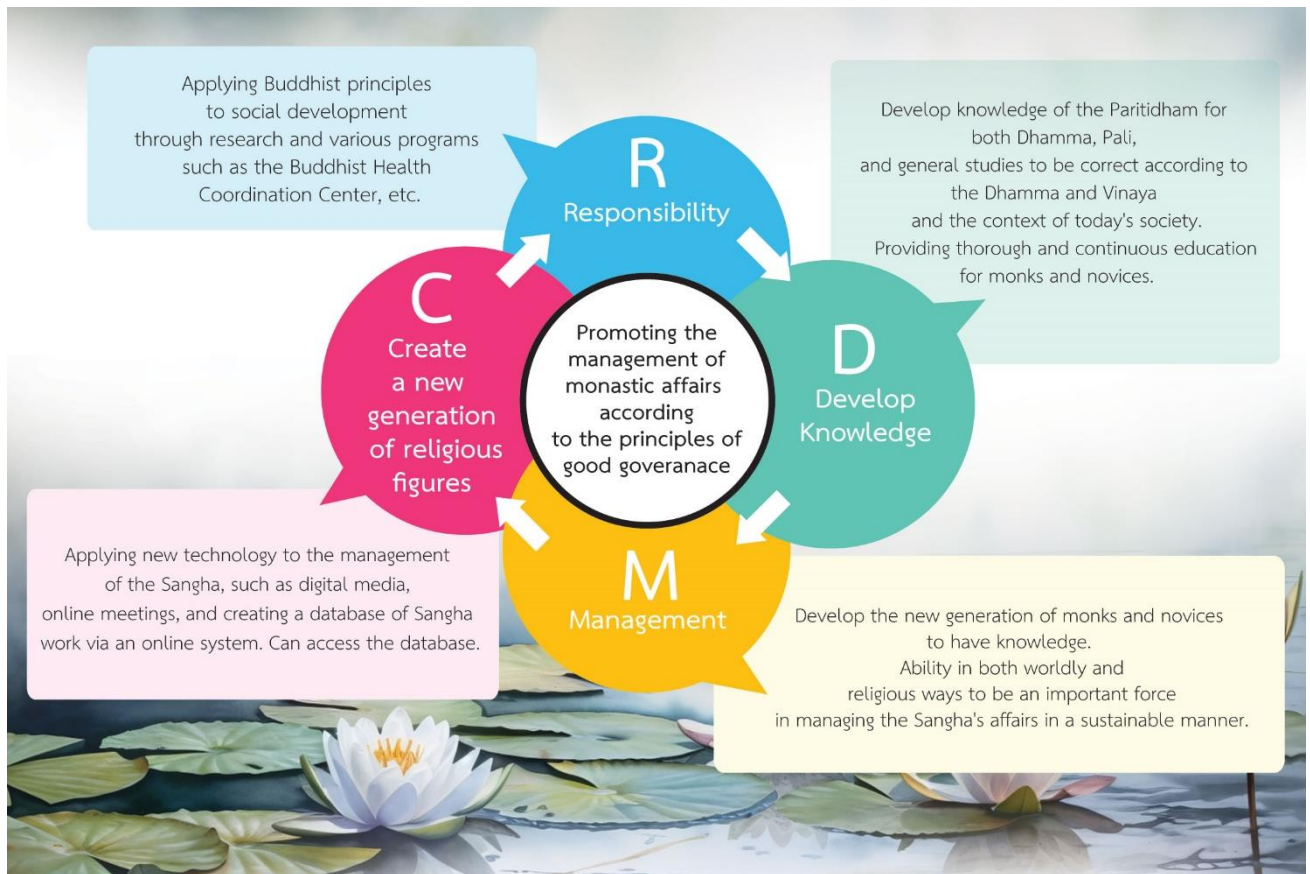 Applying Buddhist principles
to social development
through research and various programs
such as the Buddhist Health
Coordination Center, etc.
R
Responsibility
Develop knowledge of the Paritidham for
both Dhamma, Pali,
and general studies to be correct according to
the Dhamma and Vinaya
and the context of today's society.
Providing thorough and continuous education
for monks and novices.
C
Create
a new
generation
of religious
figures
Promoting the
management of
monastic affairs
according
to the principles of
good goveranace
D
Develop
Knowledge
Applying new technology to the management
of the Sangha, such as digital media,
online meetings, and creating a database of Sangha
work via an online system. Can access the database.
M
Management
Develop the new generation of monks and novices
to have knowledge.
Ability in both worldly and
religious ways to be an important force
in managing the Sangha's affairs in a sustainable manner.